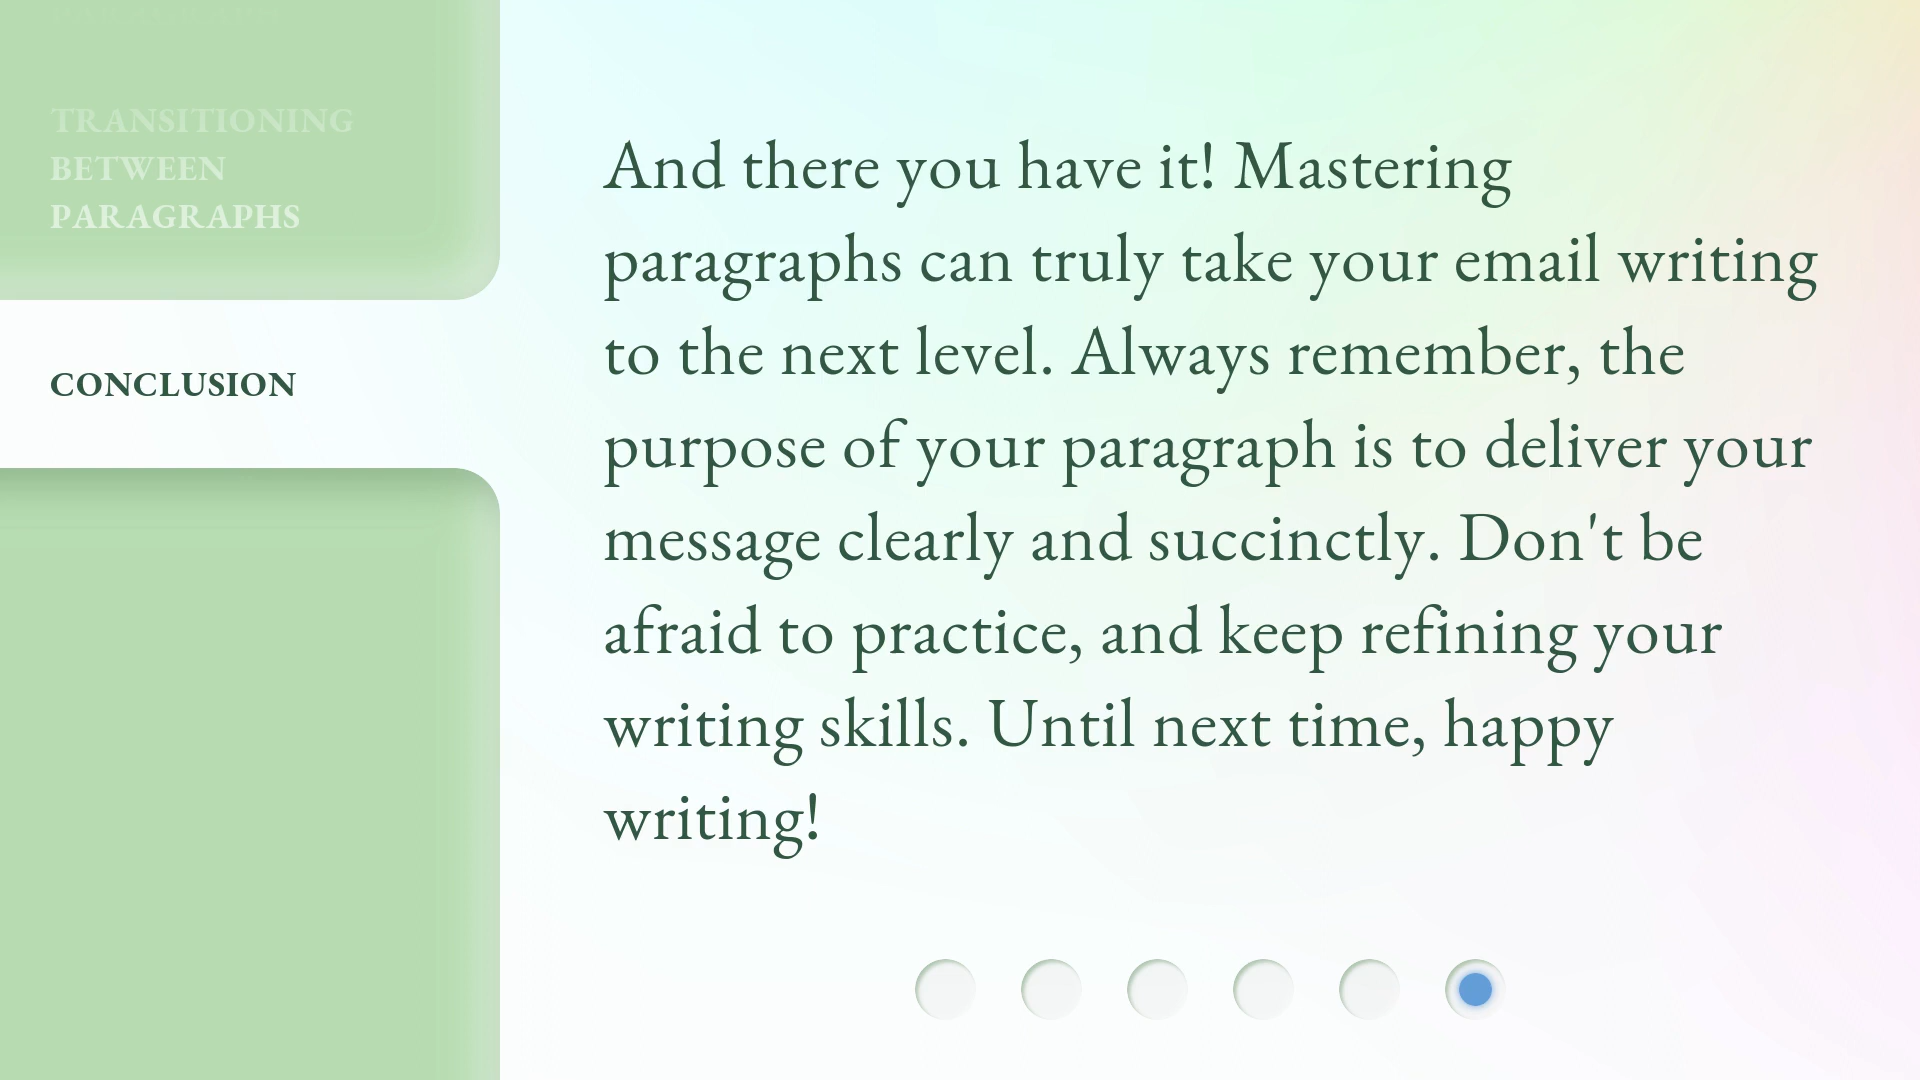 TRANSITIONING
BETWEEN
PARAGRAPHS
CONCLUSION
And there you have it! Mastering
paragraphs can truly take your email writing
to the next level. Always remember, the
purpose of your paragraph is to deliver your
message clearly and succinctly. Don't be
afraid to practice, and keep refining your
writing skills. Until next time, happy
writing!